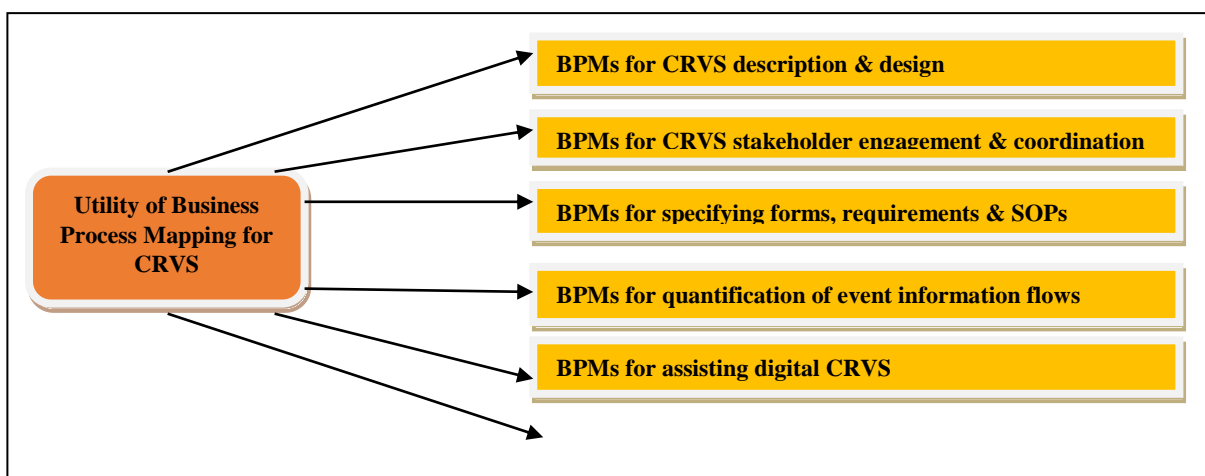 Utility of Business
Process Mapping for
CRVS
BPMs for CRVS description & design
BPMs for CRVS stakeholder engagement & coordination
BPMs for specifying forms, requirements & SOPs
BPMs for quantification of event information flows
BPMs for assisting digital CRVS